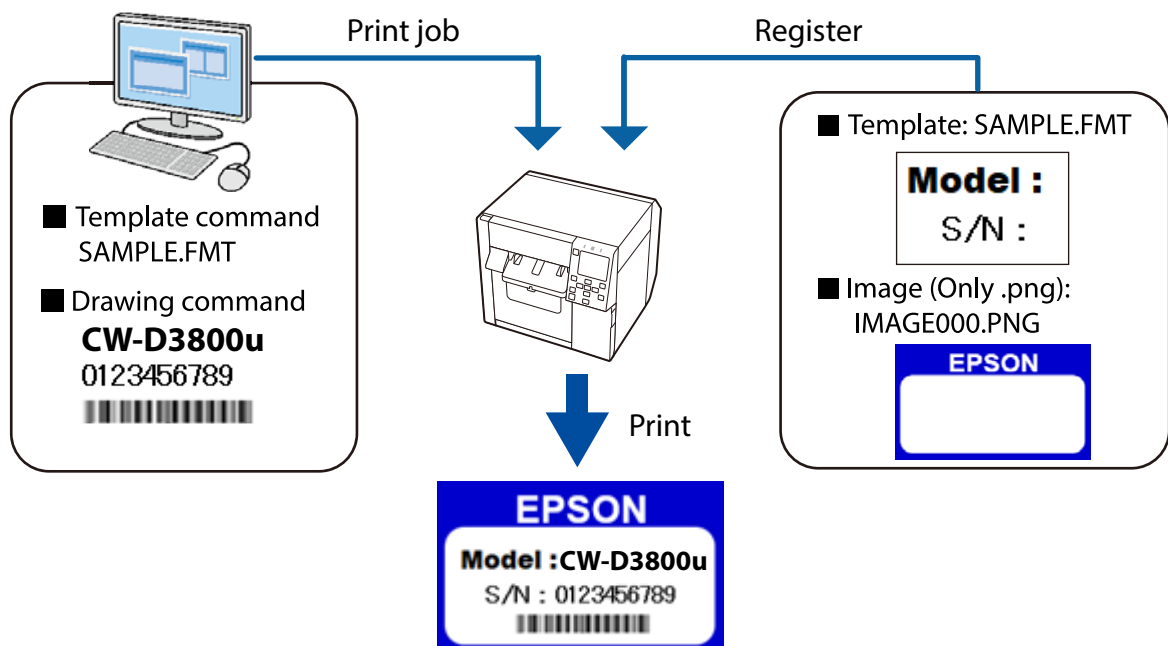 Print job
Register
■ Template command
SAMPLE.FMT
■ Drawing command
CW-D3800u
0123456789
■ Template: SAMPLE.FMT
Model :
S/N :
■ Image (Only .png):
IMAGE000.PNG
EPSON
Print
EPSON
Model :CW-D3800u
S/N : 0123456789